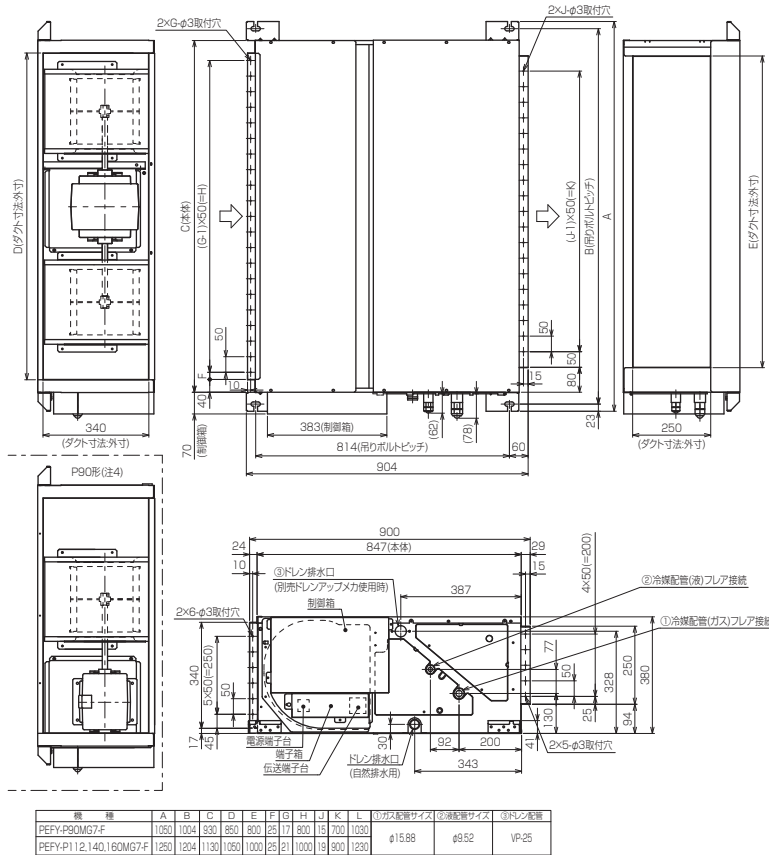 2×G-φ3取付穴
2×J-φ3取付穴
D(ダクト寸法:外寸)
C(本体)
(G-1)×50(=H)
(J-1)×50(=K)
B(吊りボルトピッチ)
A
E(ダクト寸法:外寸)
50
F
10
40
70
(制御箱)
50
50
15
80
23
340
(ダクト寸法:外寸)
383(制御箱)
(62)
(78)
814(吊りボルトピッチ)
60
904
250
(ダクト寸法:外寸)
P90形(注4)
900
24
847(本体)
29
10
15
③ドレン排水口
(別売ドレンアップメカ使用時)
制御箱
387
4×50(=200)
②冷媒配管(液)フレア接続
①冷媒配管(ガス)フレア接続
2×6-φ3取付穴
340
5×50(=250)
50
45
17
77
50
130
25
328
250
94
380
電源端子台
端子箱
伝送端子台
30
ドレン排水口
(自然排水用)
92
200
343
41
2×5-φ3取付穴
機 種 A B C D E F G H J K L ①ガス配管サイズ ②液配管サイズ ③ドレン配管
PEFY-P90MG7-F 1050 1004 930 850 800 25 17 800 15 700 1030 φ15.88 φ9.52 VP-25
PEFY-P112,140,160MG7-F 1250 1204 1130 1050 1000 25 21 1000 19 900 1230